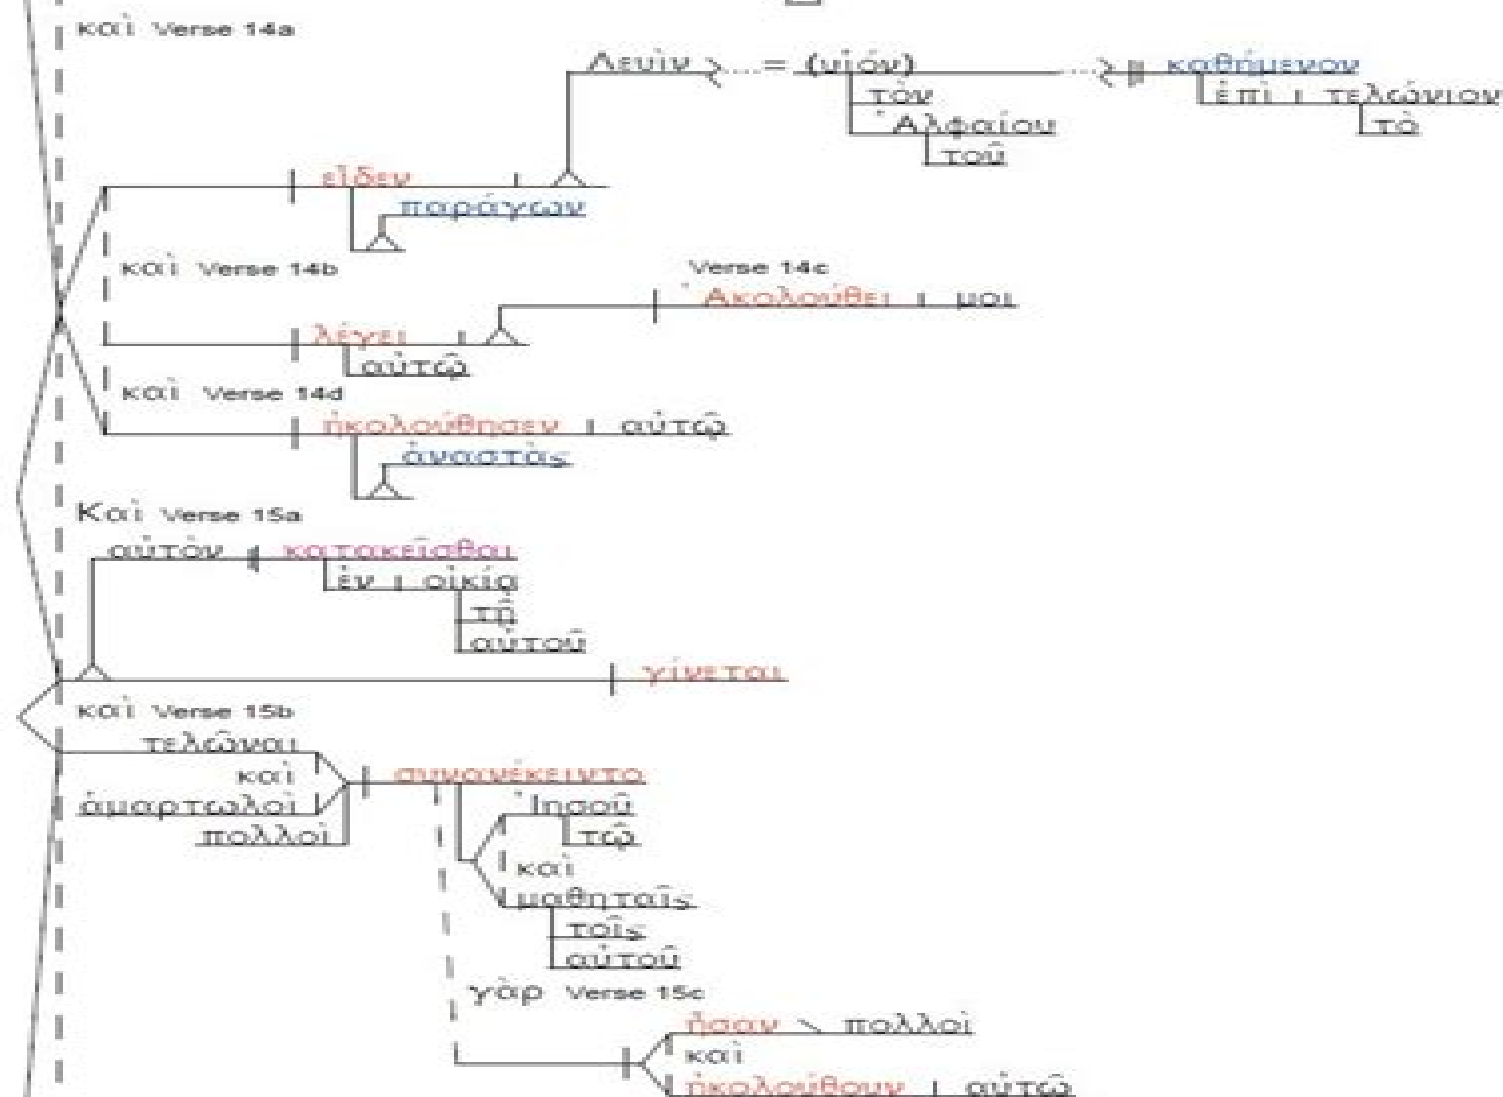 καὶ Verse 14a
Λευὶν = (υἱόν) καθήμενον
τὸν ἐπὶ τελώνιον
Ἁλφαίου τὸ
τοῦ
εἶδεν
παράγων
καὶ Verse 14b Verse 14c
Ἀκολούθει μοι
λέγει
αὐτῷ
καὶ Verse 14d
ἠκολούθησεν αὐτῷ
ἀναστὰς
Καὶ Verse 15a
αὐτὸν κατακεῖσθαι
ἐν οἰκίᾳ
τῇ
αὐτοῦ
γίνεται
καὶ Verse 15b
τελῶναι
καὶ συνανέκειντο
ἁμαρτωλοὶ Ἰησοῦ
πολλοὶ τῷ
καὶ
μαθηταῖς
τοῖς
αὐτοῦ
γὰρ Verse 15c
ἦσαν \ πολλοὶ
καὶ
ἠκολούθουν αὐτῷ